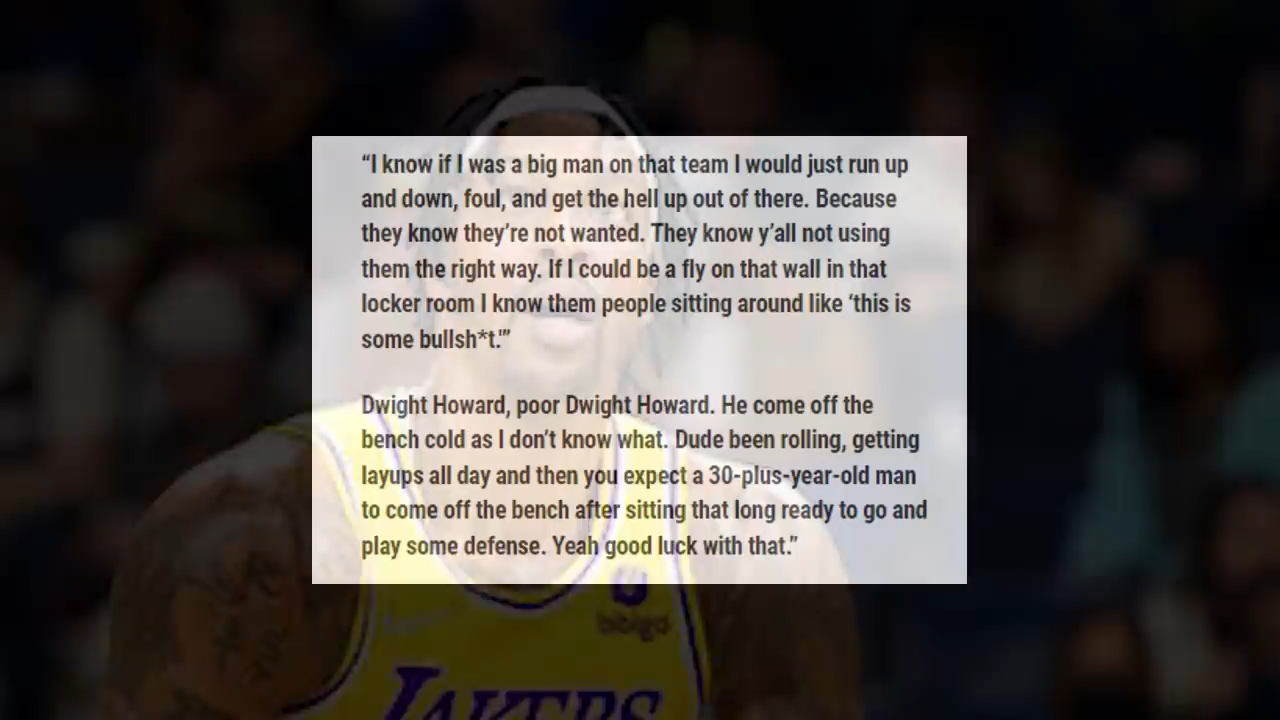 “I know if I was a big man on that team I would just run up
and down, foul, and get the hell up out of there. Because
they know they’re not wanted. They know y’all not using
them the right way. If I could be a fly on that wall in that
locker room I know them people sitting around like ‘this is
some bullsh*t.'”
Dwight Howard, poor Dwight Howard. He come off the
bench cold as I don’t know what. Dude been rolling, getting
layups all day and then you expect a 30-plus-year-old man
to come off the bench after sitting that long ready to go and
play some defense. Yeah good luck with that.”
bibigo
LAKERS